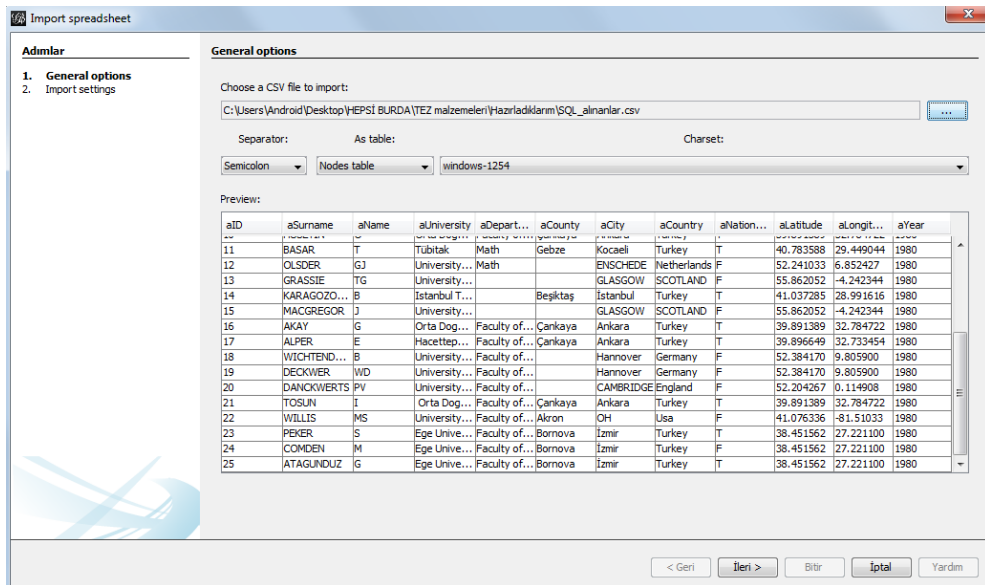 Import spreadsheet
Adımlar
1. General options
2. Import settings
General options
Choose a CSV file to import:
C:\Users\Android\Desktop\HEPSİ BURDA\TEZ malzemeleri\Hazırladıklarım\SQL_alınanlar.csv
...
Separator: As table: Charset:
Semicolon Nodes table windows-1254
Preview:
aID aSurname aName aUniversity aDepart... aCounty aCity aCountry aNation... aLatitude aLongit... aYear
11 BASAR T Tübitak Math Gebze Kocaeli Turkey T 40.783588 29.449044 1980
12 OLSDER GJ University... Math ENSCHEDE Netherlands F 52.241033 6.852427 1980
13 GRASSIE TG University... GLASGOW SCOTLAND F 55.862052 -4.242344 1980
14 KARAGOZO... B Istanbul T... Beşiktaş İstanbul Turkey T 41.037285 28.991616 1980
15 MACGREGOR J University... GLASGOW SCOTLAND F 55.862052 -4.242344 1980
16 AKAY G Orta Dog... Faculty of... Çankaya Ankara Turkey T 39.891389 32.784722 1980
17 ALPER E Hacettep... Faculty of... Çankaya Ankara Turkey T 39.896649 32.733454 1980
18 WICHTEND... B University... Faculty of... Hannover Germany F 52.384170 9.805900 1980
19 DECKWER WD University... Faculty of... Hannover Germany F 52.384170 9.805900 1980
20 DANCKWERTS PV University... Faculty of... CAMBRIDGE England F 52.204267 0.114908 1980
21 TOSUN I Orta Dog... Faculty of... Çankaya Ankara Turkey T 39.891389 32.784722 1980
22 WILLIS MS University... Faculty of... Akron OH Usa F 41.076336 -81.51033 1980
23 PEKER S Ege Unive... Faculty of... Bornova İzmir Turkey T 38.451562 27.221100 1980
24 COMDEN M Ege Unive... Faculty of... Bornova İzmir Turkey F 38.451562 27.221100 1980
25 ATAGUNDUZ G Ege Unive... Faculty of... Bornova İzmir Turkey T 38.451562 27.221100 1980
< Geri İleri > Bitir İptal Yardım